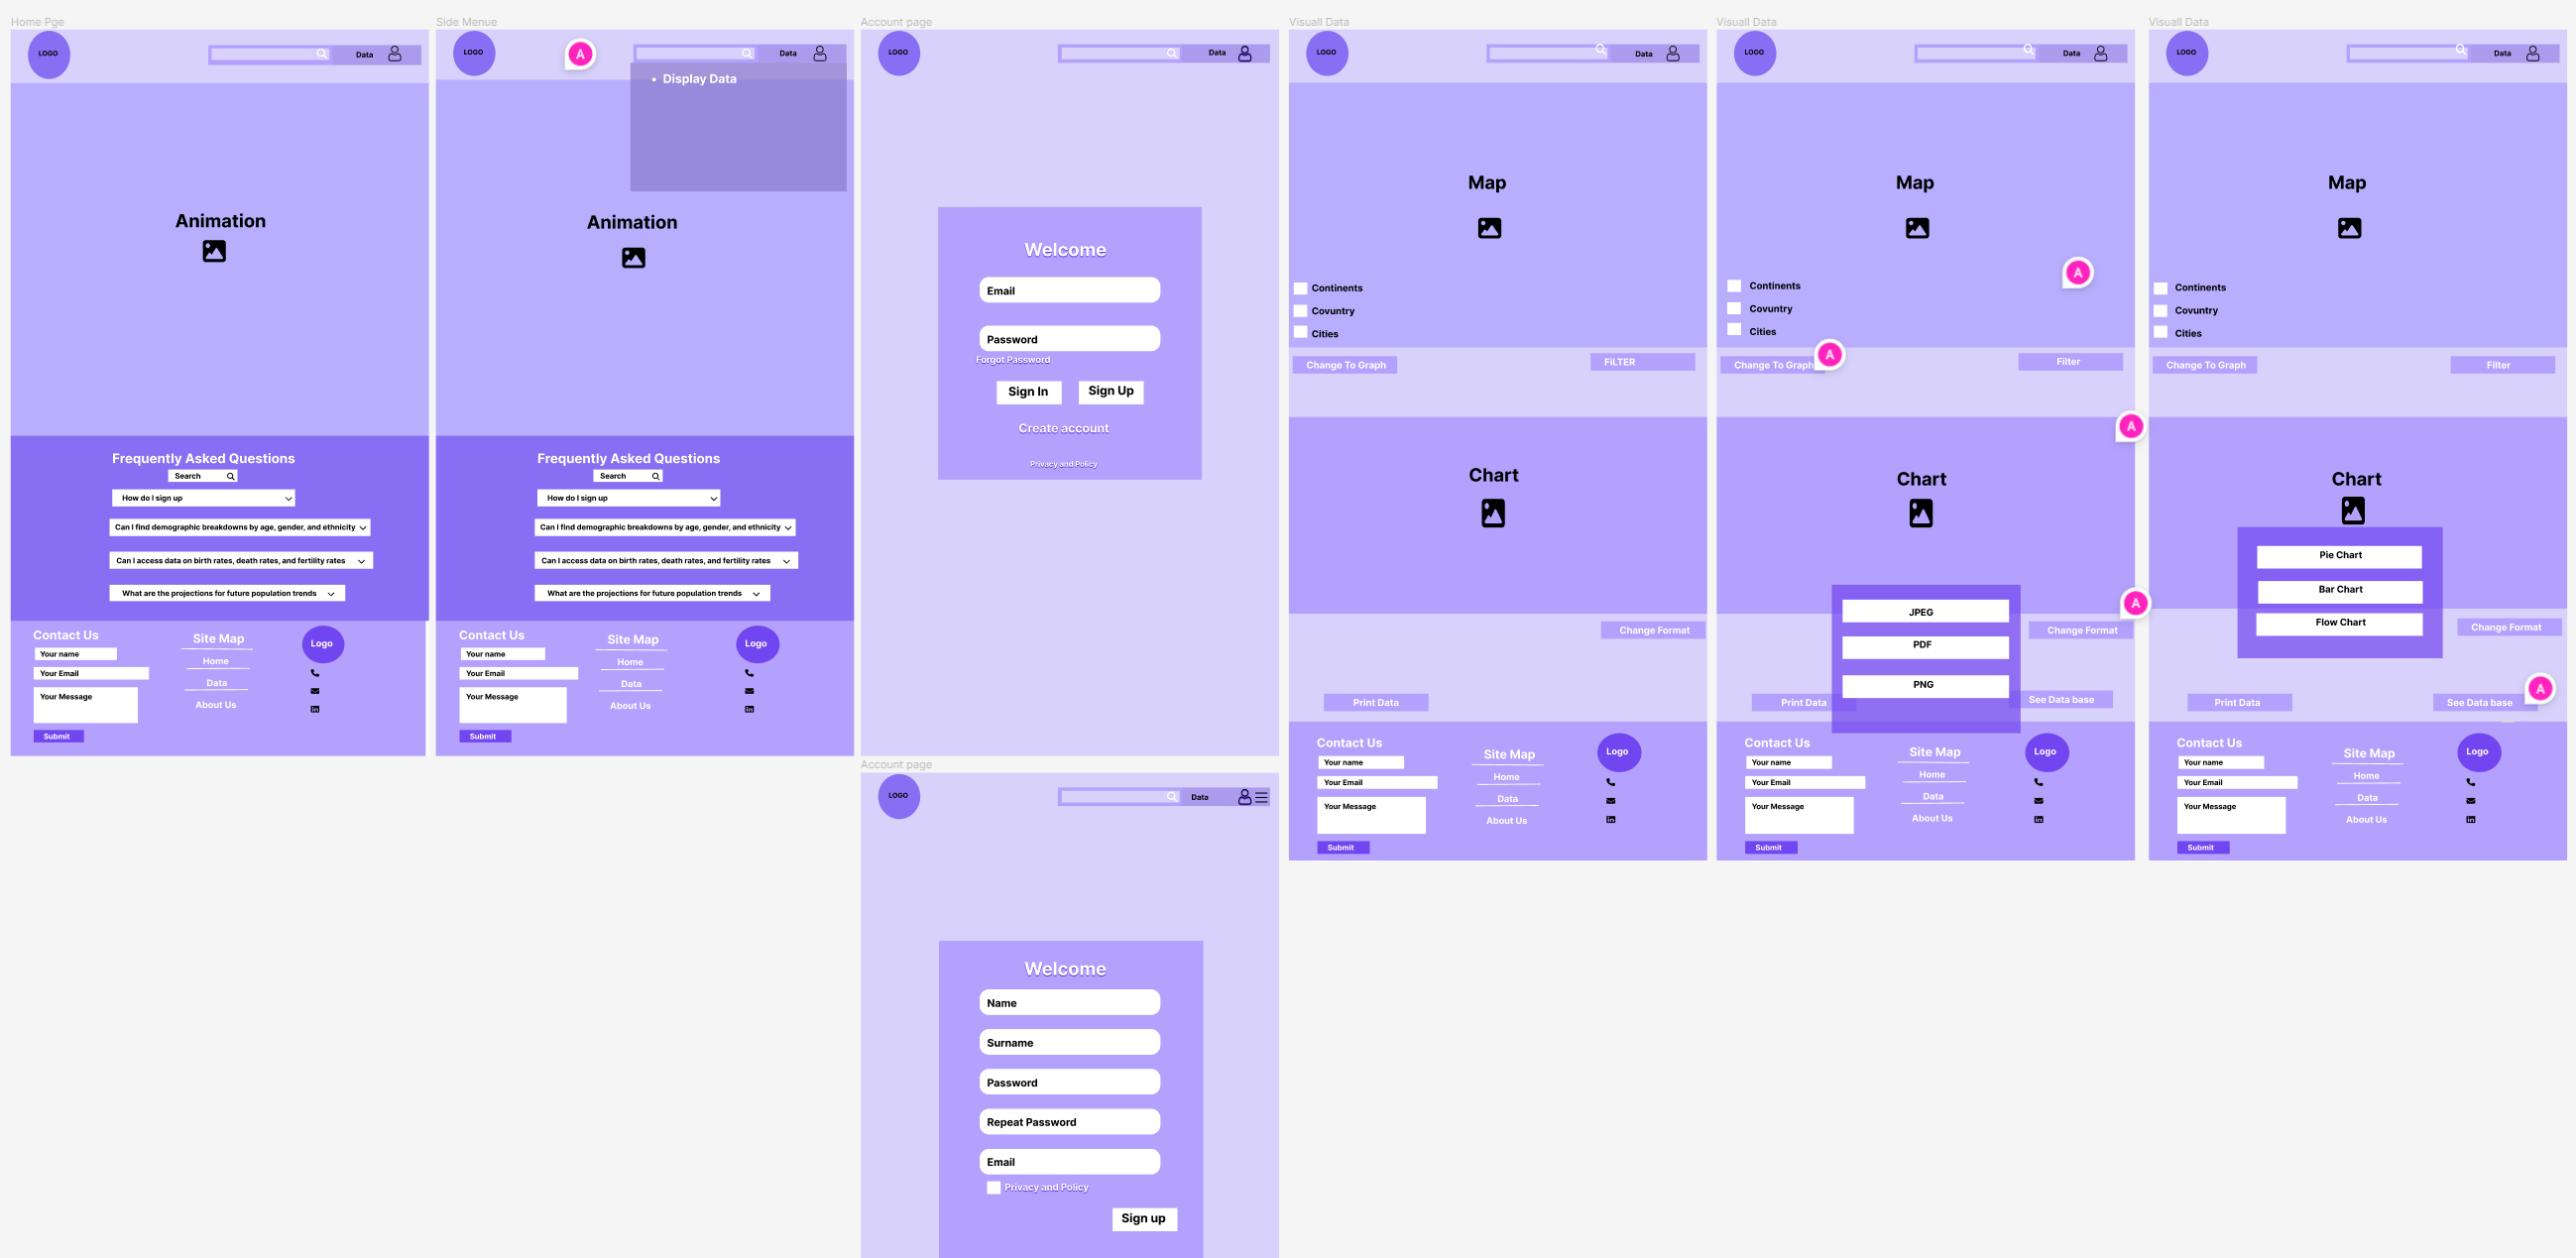 Home Pge
LOGO
Data
Animation
Frequently Asked Questions
Search
How do I sign up
Can I find demographic breakdowns by age, gender, and ethnicity
Can I access data on birth rates, death rates, and fertility rates
What are the projections for future population trends
Contact Us
Your name
Your Email
Your Message
Submit
Site Map
Home
Data
About Us
Logo
Side Menue
LOGO
A
Data
Display Data
Animation
Frequently Asked Questions
Search
How do I sign up
Can I find demographic breakdowns by age, gender, and ethnicity
Can I access data on birth rates, death rates, and fertility rates
What are the projections for future population trends
Contact Us
Your name
Your Email
Your Message
Submit
Site Map
Home
Data
About Us
Logo
Account page
LOGO
Data
Welcome
Email
Password
Forgot Password
Sign In
Sign Up
Create account
Privacy and Policy
Account page
LOGO
Data
Welcome
Name
Surname
Password
Repeat Password
Email
Privacy and Policy
Sign up
Visuall Data
LOGO
Data
Map
Continents
Covuntry
Cities
Change To Graph
FILTER
Chart
Change Format
Print Data
Contact Us
Your name
Your Email
Your Message
Submit
Site Map
Home
Data
About Us
Logo
Visuall Data
LOGO
Data
Map
A
Continents
Covuntry
Cities
Change To Graph
A
Filter
A
Chart
JPEG
PDF
PNG
A
Change Format
Print Data
See Data base
Contact Us
Your name
Your Email
Your Message
Submit
Site Map
Home
Data
About Us
Logo
Visuall Data
LOGO
Data
Map
Continents
Covuntry
Cities
Change To Graph
Filter
Chart
Pie Chart
Bar Chart
Flow Chart
Change Format
Print Data
See Data base
A
Contact Us
Your name
Your Email
Your Message
Submit
Site Map
Home
Data
About Us
Logo